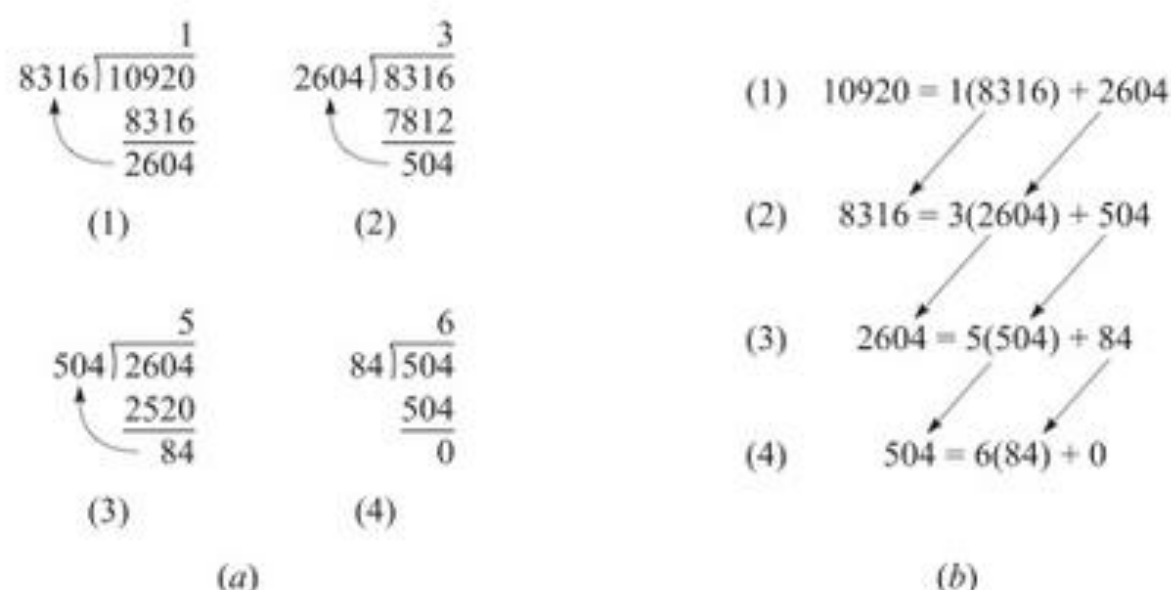 1 3
8316 10920 2604 8316
8316 7812
2604 504
(1) (2)
5 6
504 2604 84 504
2520 504
84 0
(3) (4)
(a)
(1) 10920 = 1(8316) + 2604
(2) 8316 = 3(2604) + 504
(3) 2604 = 5(504) + 84
(4) 504 = 6(84) + 0
(b)